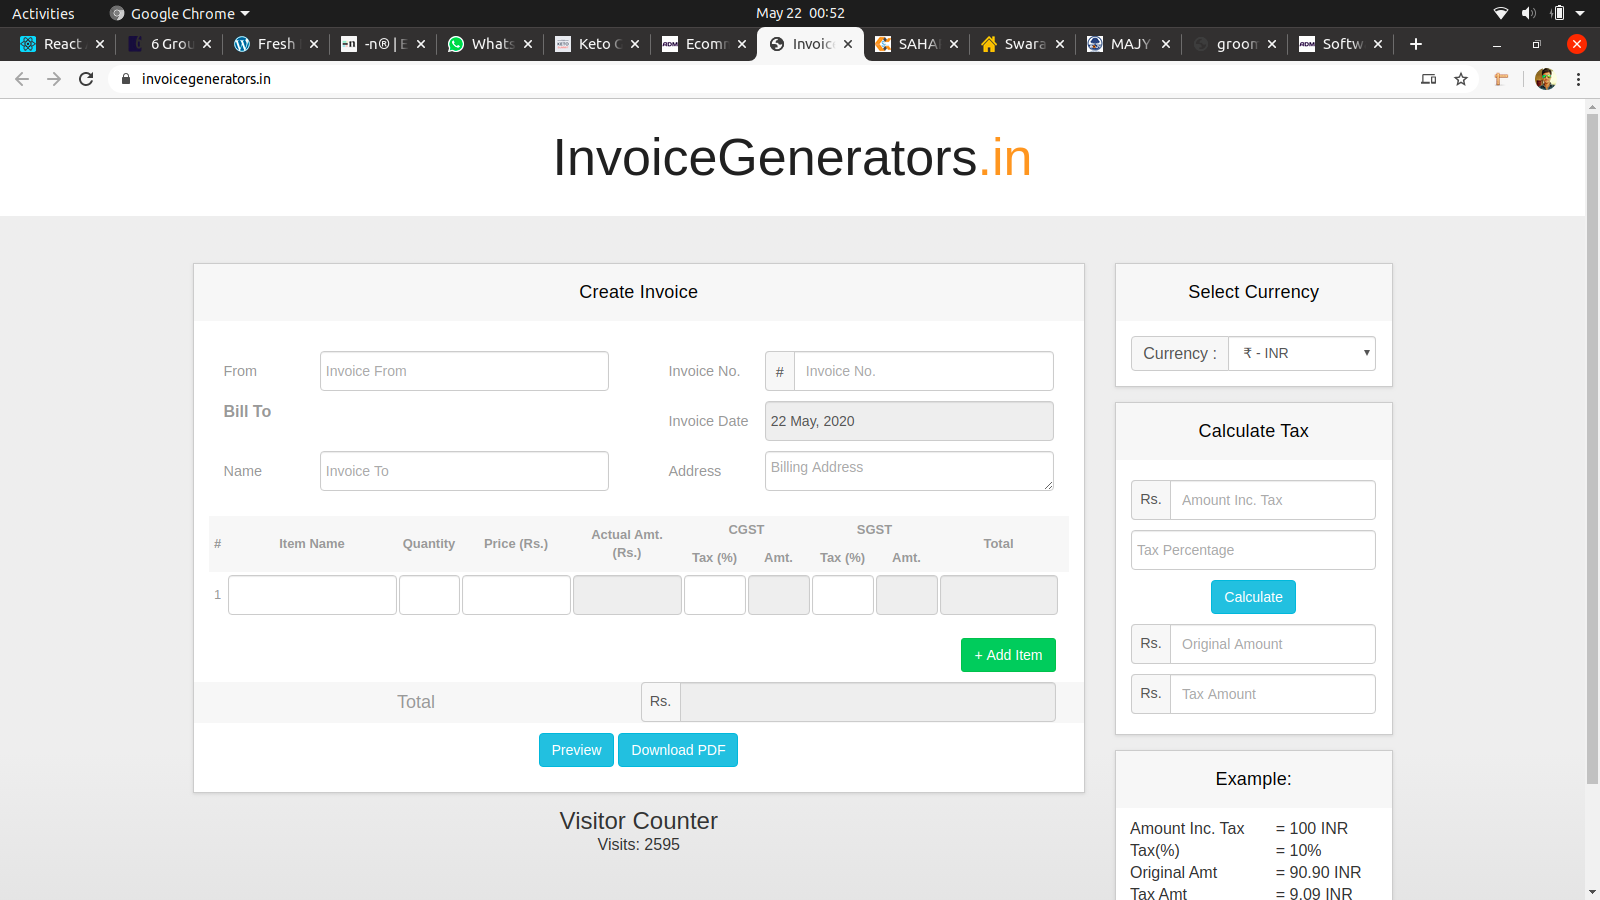 Activities
Google Chrome
May 22 00:52
React
6 Grou
Fresh
-n® | E
Whats
Keto C
Ecomm
Invoic
SAHA
Swara
MAJY
groom
Softw
invoicegenerators.in
InvoiceGenerators.in
Create Invoice
From
Invoice From
Invoice No.
#
Invoice No.
Bill To
Invoice Date
22 May, 2020
Name
Invoice To
Address
Billing Address
#
Item Name
Quantity
Price (Rs.)
Actual Amt. (Rs.)
CGST
Tax (%)
Amt.
SGST
Tax (%)
Amt.
Total
1
+ Add Item
Total
Rs.
Preview
Download PDF
Visitor Counter
Visits: 2595
Select Currency
Currency :
₹ - INR
Calculate Tax
Rs.
Amount Inc. Tax
Tax Percentage
Calculate
Rs.
Original Amount
Rs.
Tax Amount
Example:
Amount Inc. Tax = 100 INR
Tax(%) = 10%
Original Amt = 90.90 INR
Tax Amt = 9.09 INR